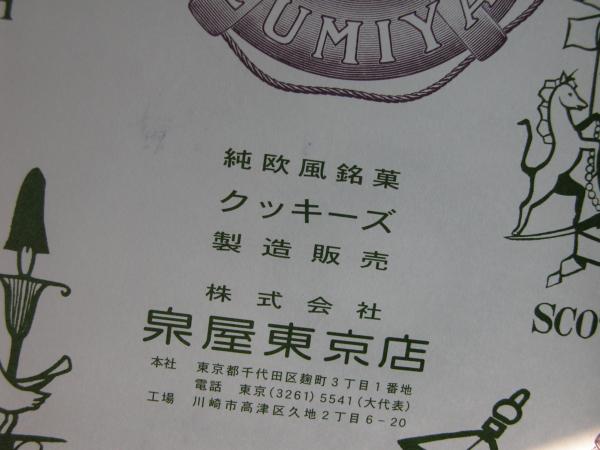 ZUMIYA
純欧風銘菓
クッキーズ
製造販売
株式会社
泉屋東京店
本社 東京都千代田区麹町3丁目1番地
電話 東京(3261)5541(大代表)
工場 川崎市高津区久地2丁目6-20
SCO